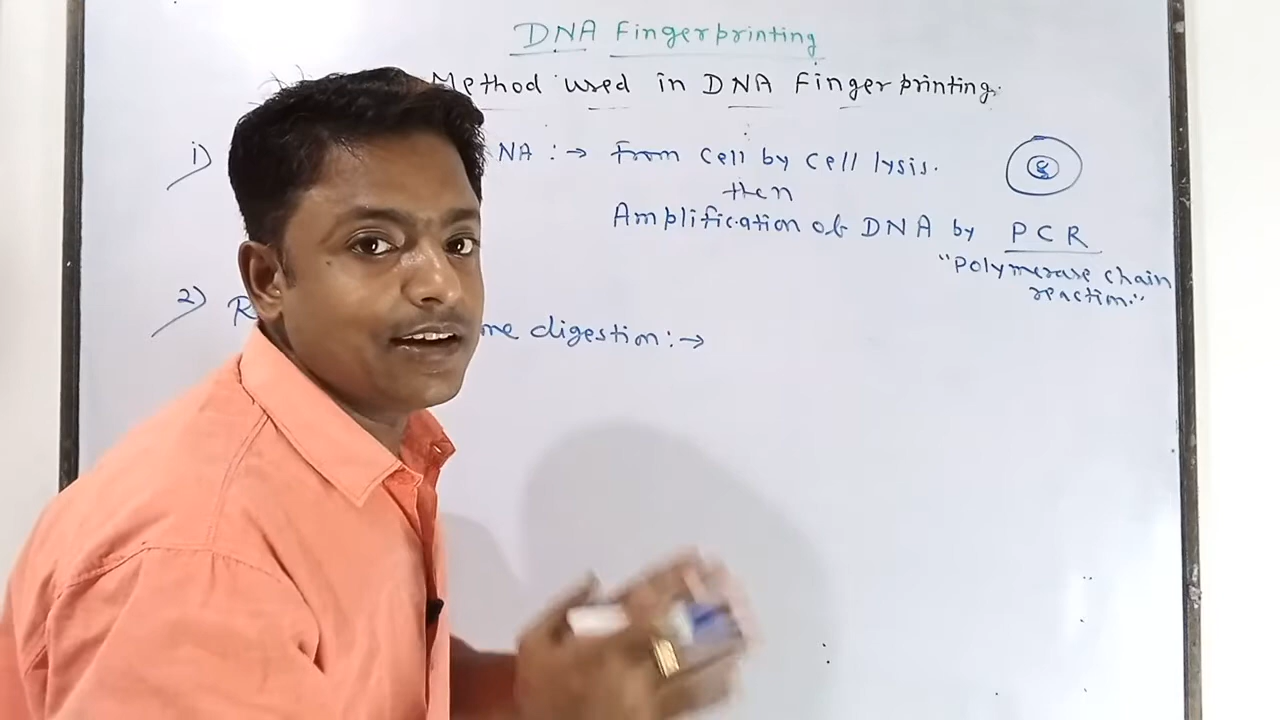 DNA Fingerprinting
Method used in DNA Fingerprinting.
1) NA :→ From cell by cell lysis.
then
Amplification of DNA by PCR
"Polymerase chain
reaction."
2) R me digestion :→